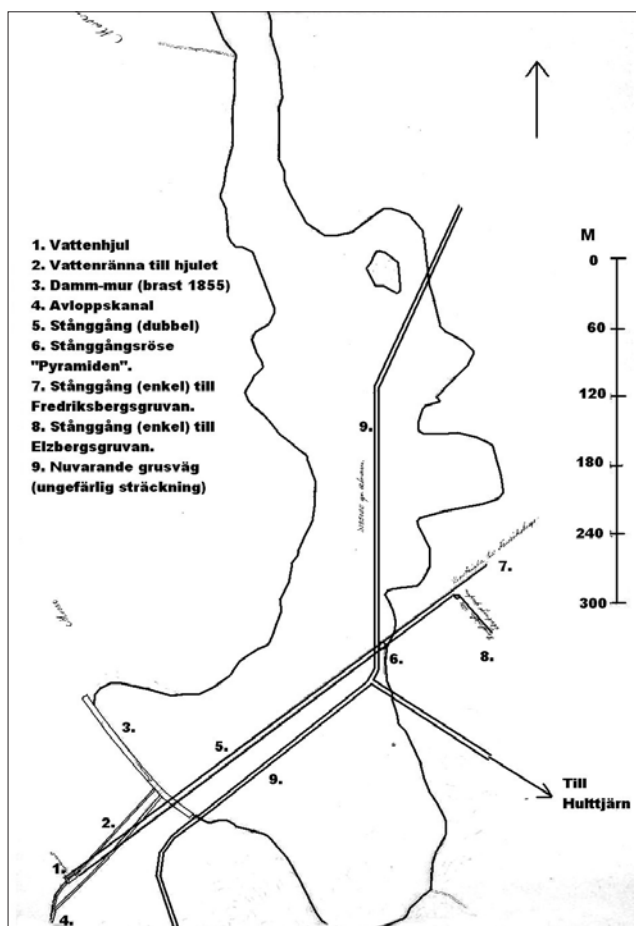 M
0
60
120
180
240
300
1. Vattenhjul
2. Vattenränna till hjulet
3. Damm-mur (brast 1855)
4. Avloppskanal
5. Stånggång (dubbel)
6. Stånggångsröse
"Pyramiden".
7. Stånggång (enkel) till
Fredriksbergsgruvan.
8. Stånggång (enkel) till
Elzbergsgruvan.
9. Nuvarande grusväg
(ungefärlig sträckning)
9.
7.
6.
8.
3.
5.
9.
2.
1.
4.
Till
Hulttjärn